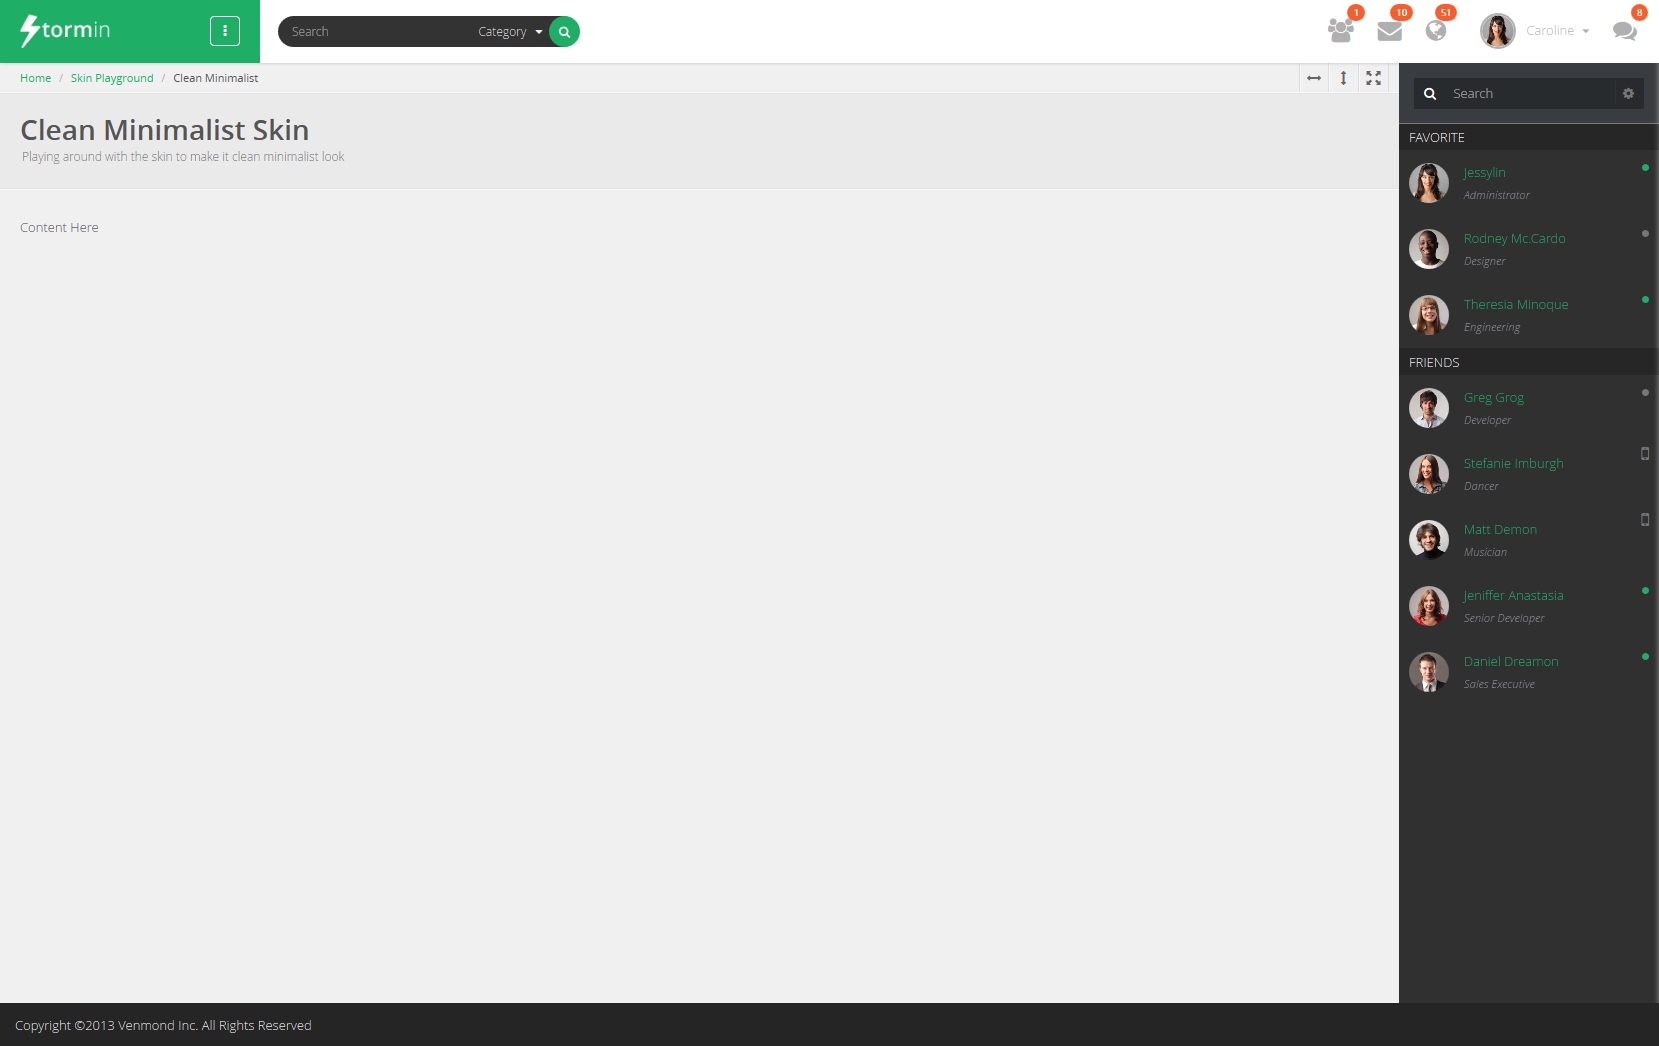 tormin
Search
Category
1
10
51
Caroline
8
Home / Skin Playground / Clean Minimalist
Clean Minimalist Skin
Playing around with the skin to make it clean minimalist look
Content Here
Search
FAVORITE
Jessylin
Administrator
Rodney Mc.Cardo
Designer
Theresia Minoque
Engineering
FRIENDS
Greg Grog
Developer
Stefanie Imburgh
Dancer
Matt Demon
Musician
Jeniffer Anastasia
Senior Developer
Daniel Dreamon
Sales Executive
Copyright ©2013 Venmond Inc. All Rights Reserved